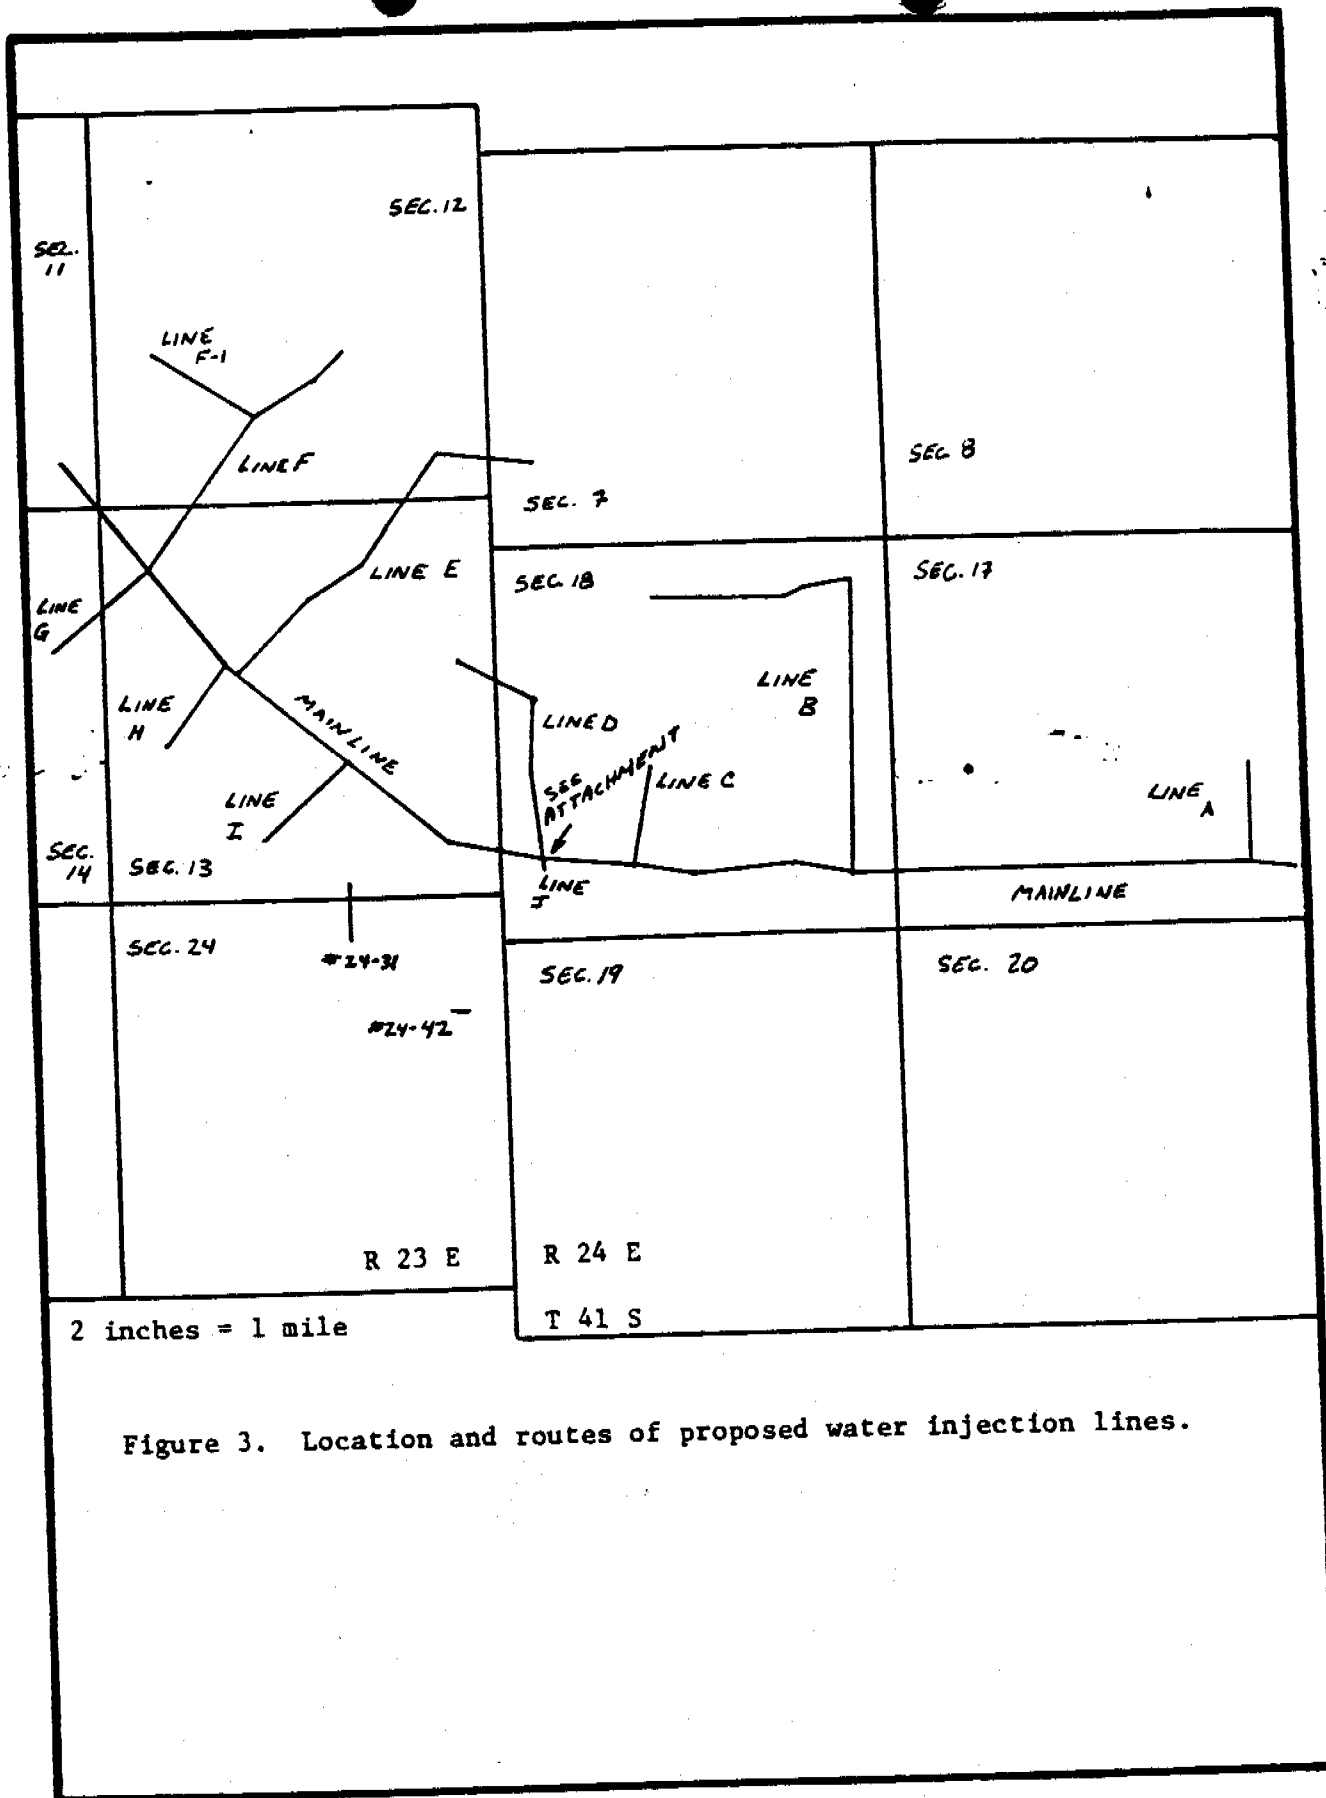 SEC. 12
SEC.
11
LINE
F-1
LINE F
SEC 8
SEC. 7
LINE E
SEC 18
SEC. 17
LINE
G
LINE
H
MAINLINE
LINE D
LINE
B
SEE
ATTACHMENT
LINE C
LINE
A
LINE
I
SEC.
14
SEC. 13
LINE
J
MAINLINE
SEC. 24
#24-31
SEC. 19
SEC. 20
#24-42
R 23 E
R 24 E
T 41 S
2 inches = 1 mile
Figure 3. Location and routes of proposed water injection lines.